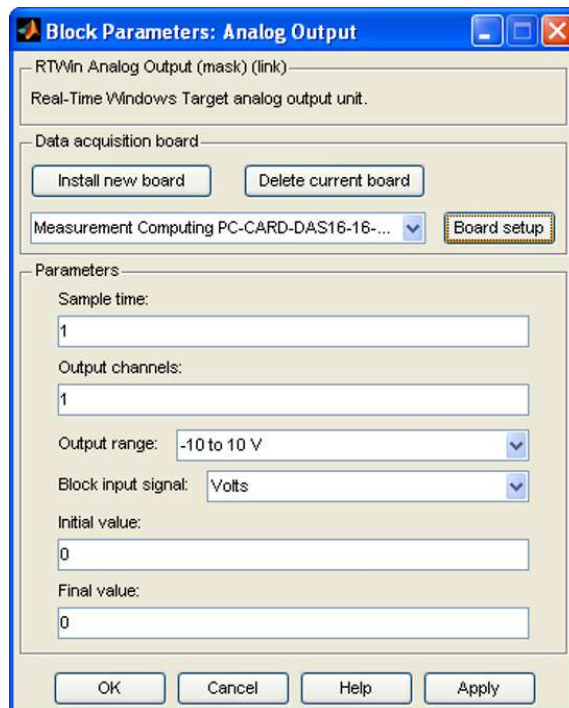 Block Parameters: Analog Output
RTWin Analog Output (mask) (link)
Real-Time Windows Target analog output unit.
Data acquisition board
Install new board Delete current board
Measurement Computing PC-CARD-DAS16-16-... Board setup
Parameters
Sample time:
1
Output channels:
1
Output range: -10 to 10 V
Block input signal: Volts
Initial value:
0
Final value:
0
OK Cancel Help Apply